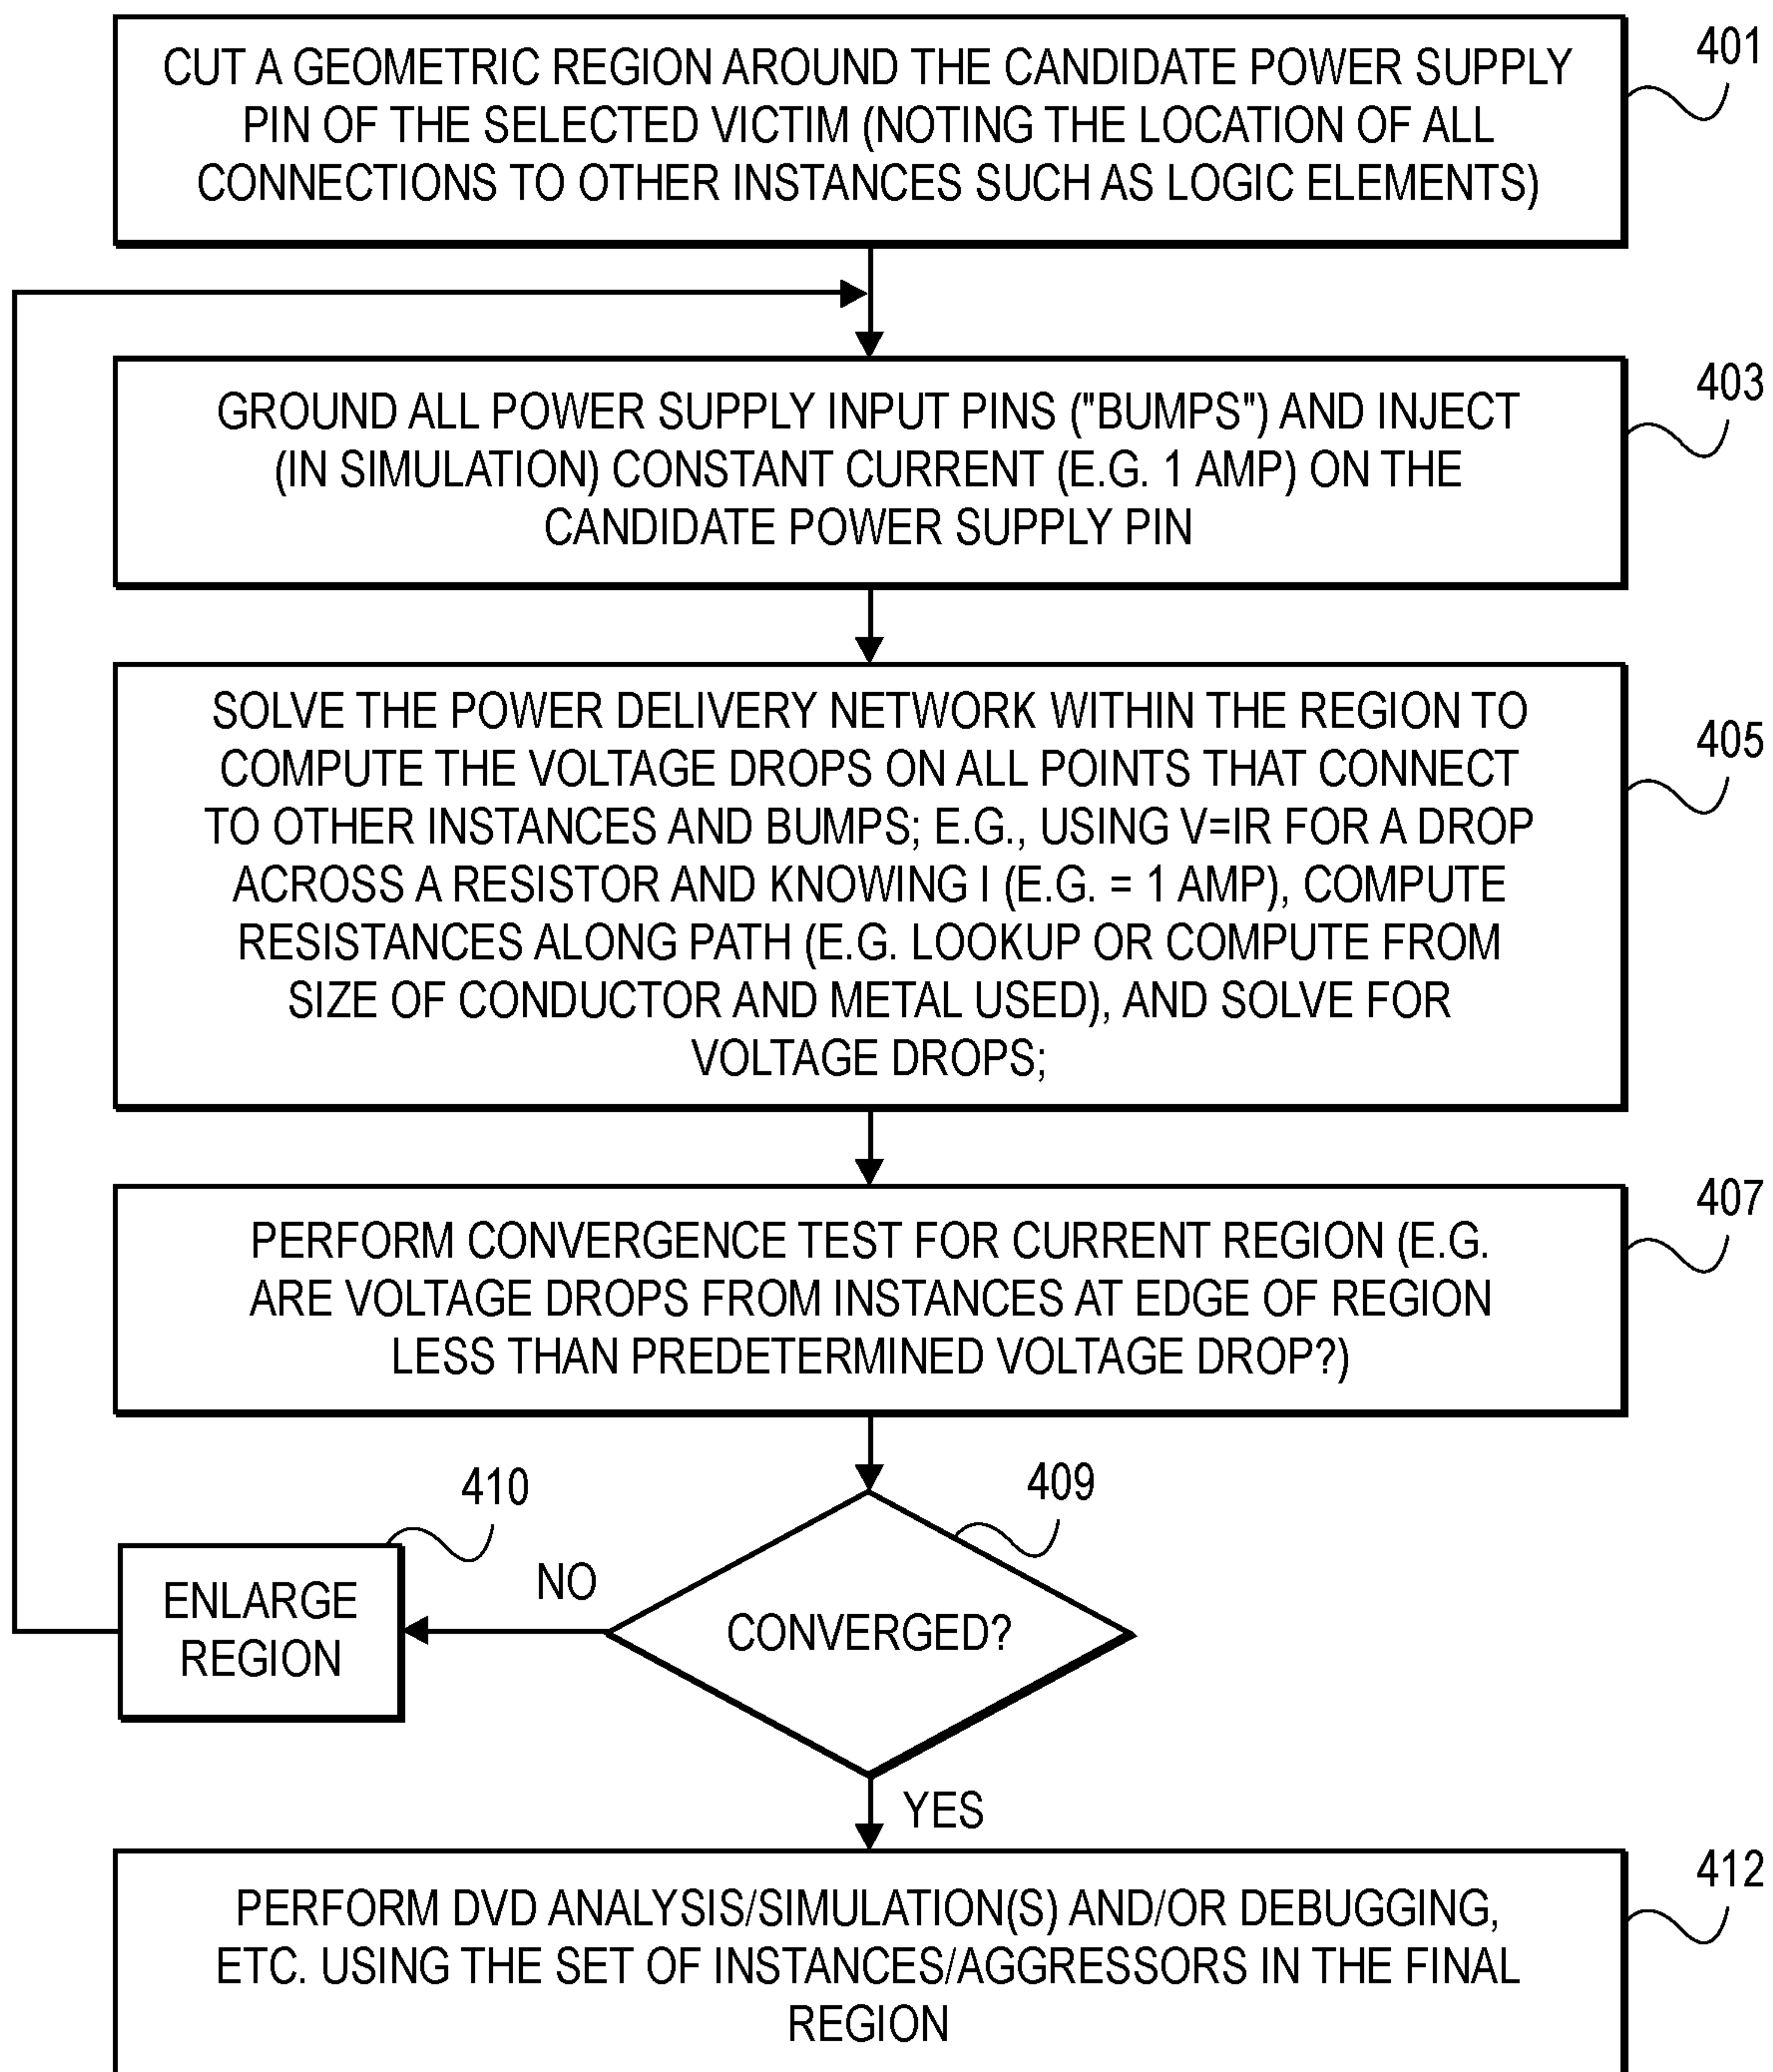 CUT A GEOMETRIC REGION AROUND THE CANDIDATE POWER SUPPLY
PIN OF THE SELECTED VICTIM (NOTING THE LOCATION OF ALL
CONNECTIONS TO OTHER INSTANCES SUCH AS LOGIC ELEMENTS)
401
GROUND ALL POWER SUPPLY INPUT PINS ("BUMPS") AND INJECT
(IN SIMULATION) CONSTANT CURRENT (E.G. 1 AMP) ON THE
CANDIDATE POWER SUPPLY PIN
403
SOLVE THE POWER DELIVERY NETWORK WITHIN THE REGION TO
COMPUTE THE VOLTAGE DROPS ON ALL POINTS THAT CONNECT
TO OTHER INSTANCES AND BUMPS; E.G., USING V=IR FOR A DROP
ACROSS A RESISTOR AND KNOWING I (E.G. = 1 AMP), COMPUTE
RESISTANCES ALONG PATH (E.G. LOOKUP OR COMPUTE FROM
SIZE OF CONDUCTOR AND METAL USED), AND SOLVE FOR
VOLTAGE DROPS;
405
PERFORM CONVERGENCE TEST FOR CURRENT REGION (E.G.
ARE VOLTAGE DROPS FROM INSTANCES AT EDGE OF REGION
LESS THAN PREDETERMINED VOLTAGE DROP?)
407
410
409
NO
ENLARGE
REGION
CONVERGED?
YES
PERFORM DVD ANALYSIS/SIMULATION(S) AND/OR DEBUGGING,
ETC. USING THE SET OF INSTANCES/AGGRESSORS IN THE FINAL
REGION
412